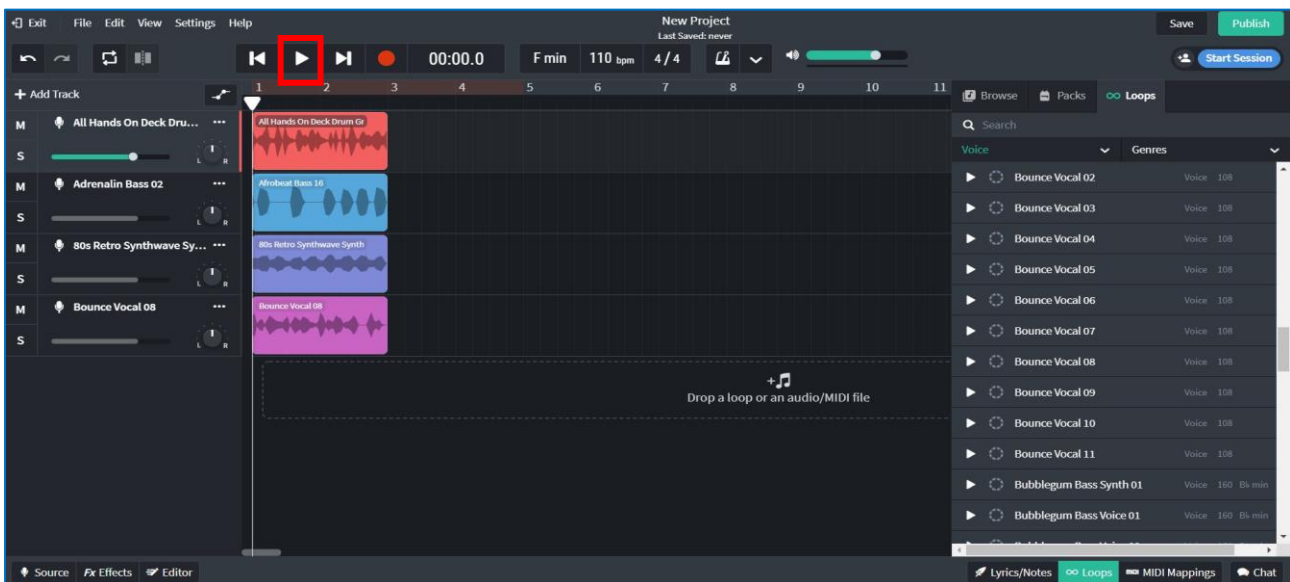 Exit File Edit View Settings Help
New Project
Last Saved: never
Save Publish
00:00.0 F min 110 bpm 4 / 4
Start Session
+ Add Track
1 2 3 4 5 6 7 8 9 10 11
Browse Packs Loops
Search
Voice Genres
M All Hands On Deck Dru... ...
S L R
All Hands On Deck Drum Gr
M Adrenalin Bass 02 ...
S L R
Afrobeat Bass 16
M 80s Retro Synthwave Sy... ...
S L R
80s Retro Synthwave Synth
M Bounce Vocal 08 ...
S L R
Bounce Vocal 08
Drop a loop or an audio/MIDI file
Bounce Vocal 02 Voice 108
Bounce Vocal 03 Voice 108
Bounce Vocal 04 Voice 108
Bounce Vocal 05 Voice 108
Bounce Vocal 06 Voice 108
Bounce Vocal 07 Voice 108
Bounce Vocal 08 Voice 108
Bounce Vocal 09 Voice 108
Bounce Vocal 10 Voice 108
Bounce Vocal 11 Voice 108
Bubblegum Bass Synth 01 Voice 160 B♭ min
Bubblegum Bass Voice 01 Voice 160 B♭ min
Source Fx Effects Editor
Lyrics/Notes Loops MIDI Mappings Chat